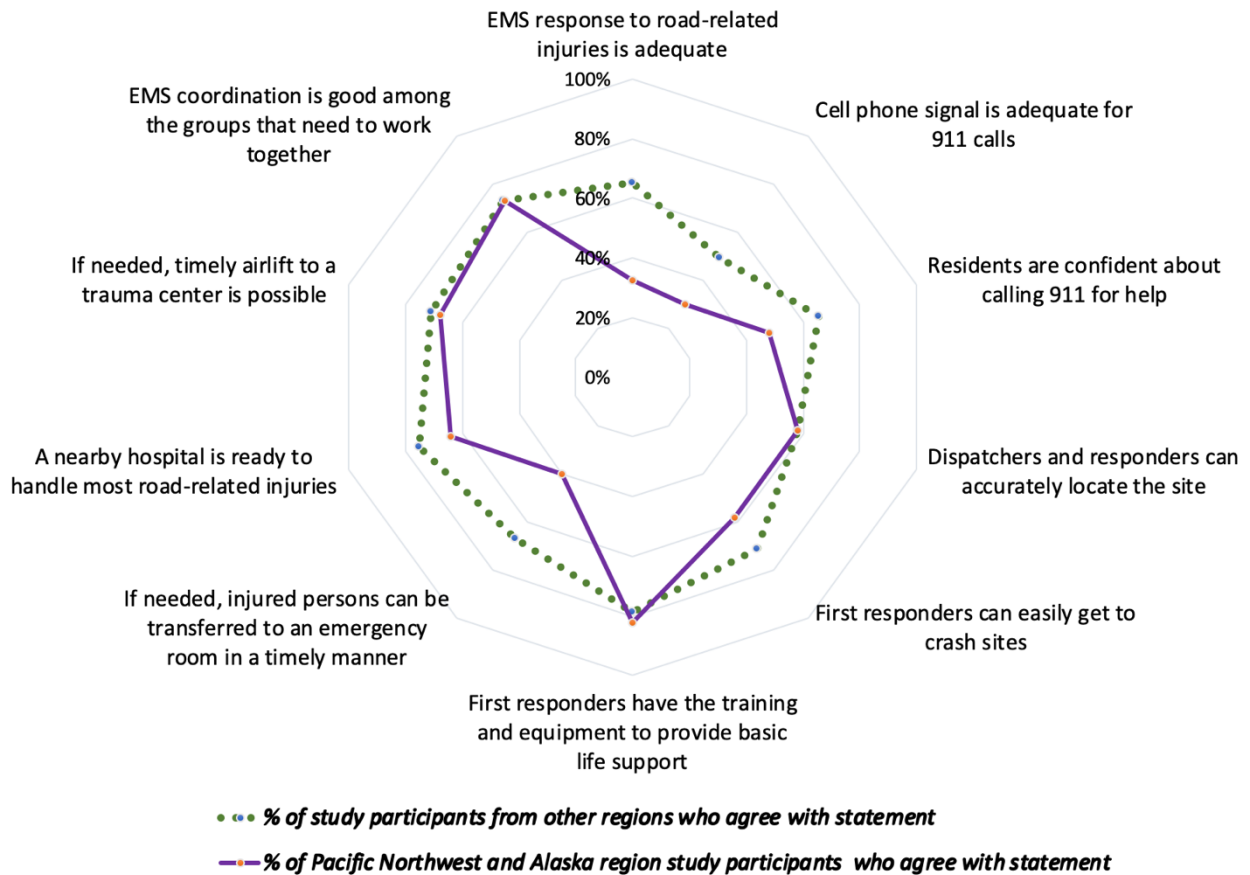 EMS response to road-related
injuries is adequate
100%
80%
60%
40%
20%
0%
Cell phone signal is adequate for
911 calls
Residents are confident about
calling 911 for help
Dispatchers and responders can
accurately locate the site
First responders can easily get to
crash sites
First responders have the training
and equipment to provide basic
life support
If needed, injured persons can be
transferred to an emergency
room in a timely manner
A nearby hospital is ready to
handle most road-related injuries
If needed, timely airlift to a
trauma center is possible
EMS coordination is good among
the groups that need to work
together
% of study participants from other regions who agree with statement
% of Pacific Northwest and Alaska region study participants who agree with statement